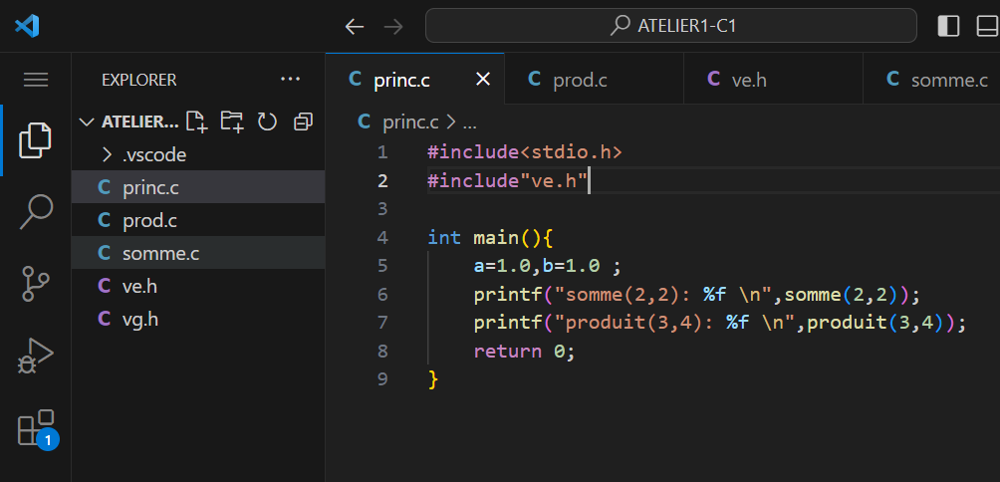 ATELIER1-C1
EXPLORER ...
princ.c
prod.c
ve.h
somme.c
ATELIER...
.vscode
princ.c
prod.c
somme.c
ve.h
vg.h
1
princ.c > ...
1 #include<stdio.h>
2 #include"ve.h"
3
4 int main(){
5 a=1.0,b=1.0 ;
6 printf("somme(2,2): %f \n",somme(2,2));
7 printf("produit(3,4): %f \n",produit(3,4));
8 return 0;
9 }